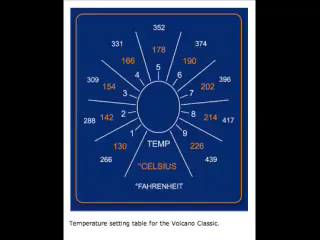 352
331 374
178
166 190
5
4 6
309 396
154 202
3 7
288 142 2 8 214 417
1 9
TEMP
130 226
266 439
°CELSIUS
°FAHRENHEIT
Temperature setting table for the Volcano Classic.